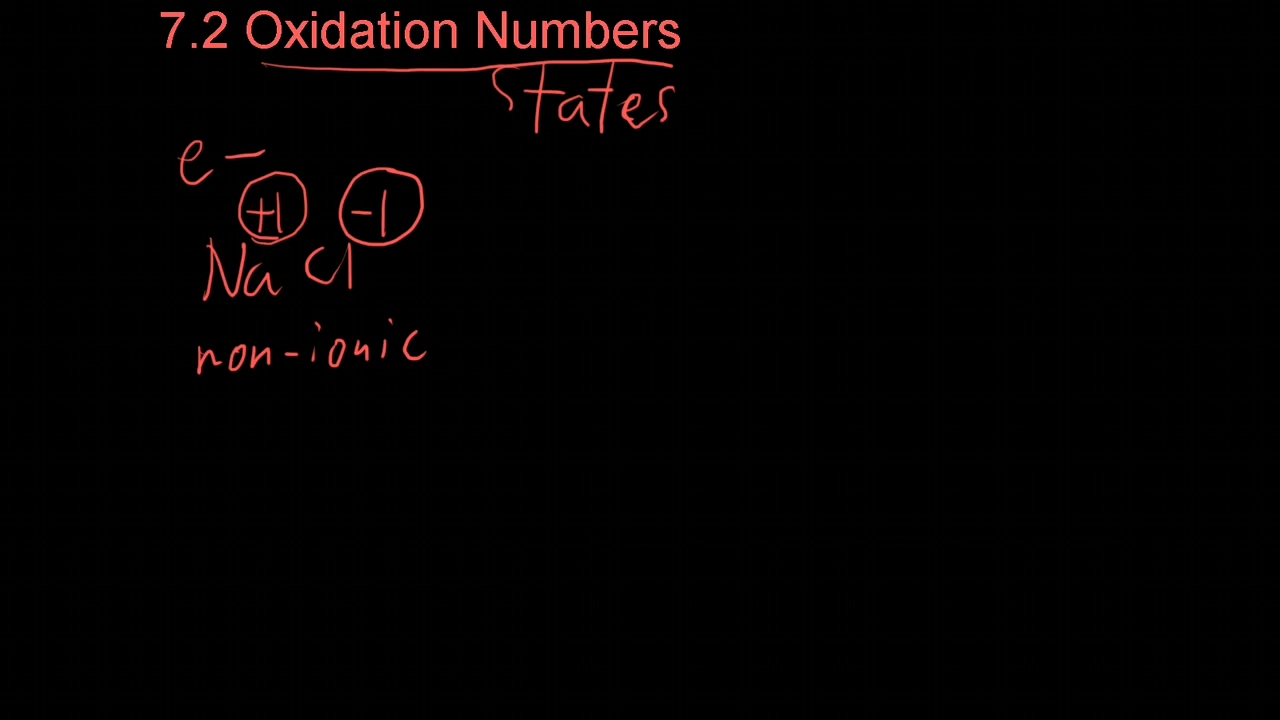 7.2 Oxidation Numbers
States
e-
+1 -1
NaCl
non-ionic